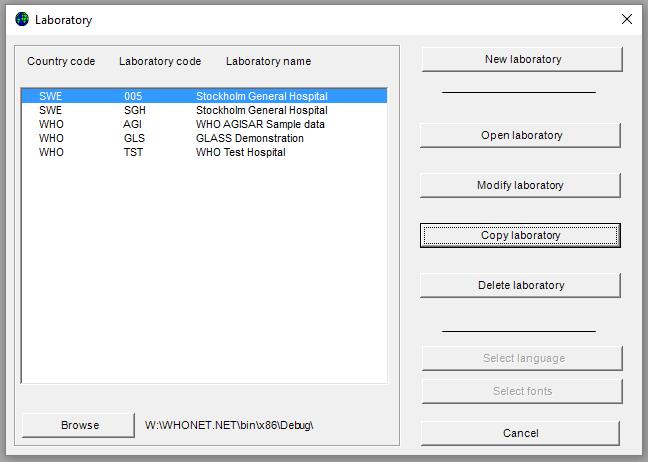 Laboratory
Country code Laboratory code Laboratory name
SWE 005 Stockholm General Hospital
SWE SGH Stockholm General Hospital
WHO AGI WHO AGISAR Sample data
WHO GLS GLASS Demonstration
WHO TST WHO Test Hospital
Browse W:\WHONET.NET\bin\x86\Debug\
New laboratory
Open laboratory
Modify laboratory
Copy laboratory
Delete laboratory
Select language
Select fonts
Cancel